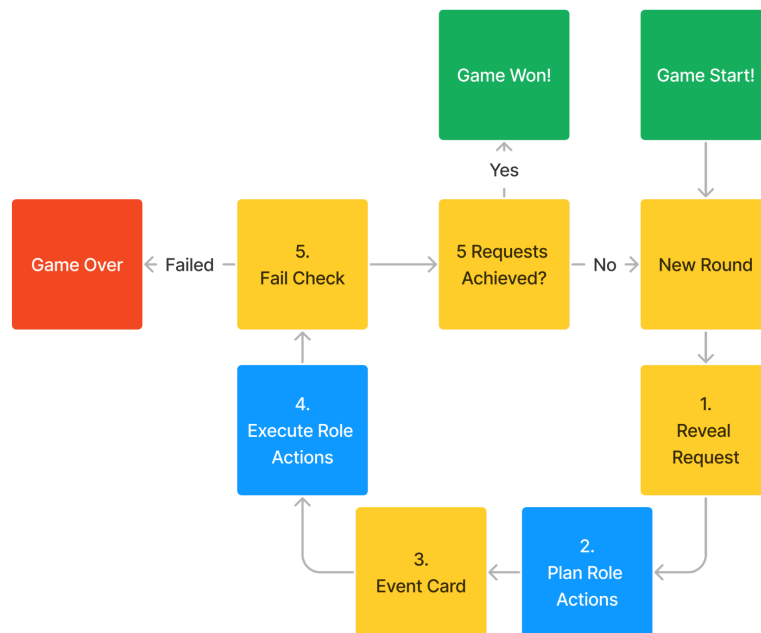 Game Won!
Game Start!
Yes
Game Over
Failed
5.
Fail Check
5 Requests
Achieved?
No
New Round
4.
Execute Role
Actions
1.
Reveal
Request
3.
Event Card
2.
Plan Role
Actions